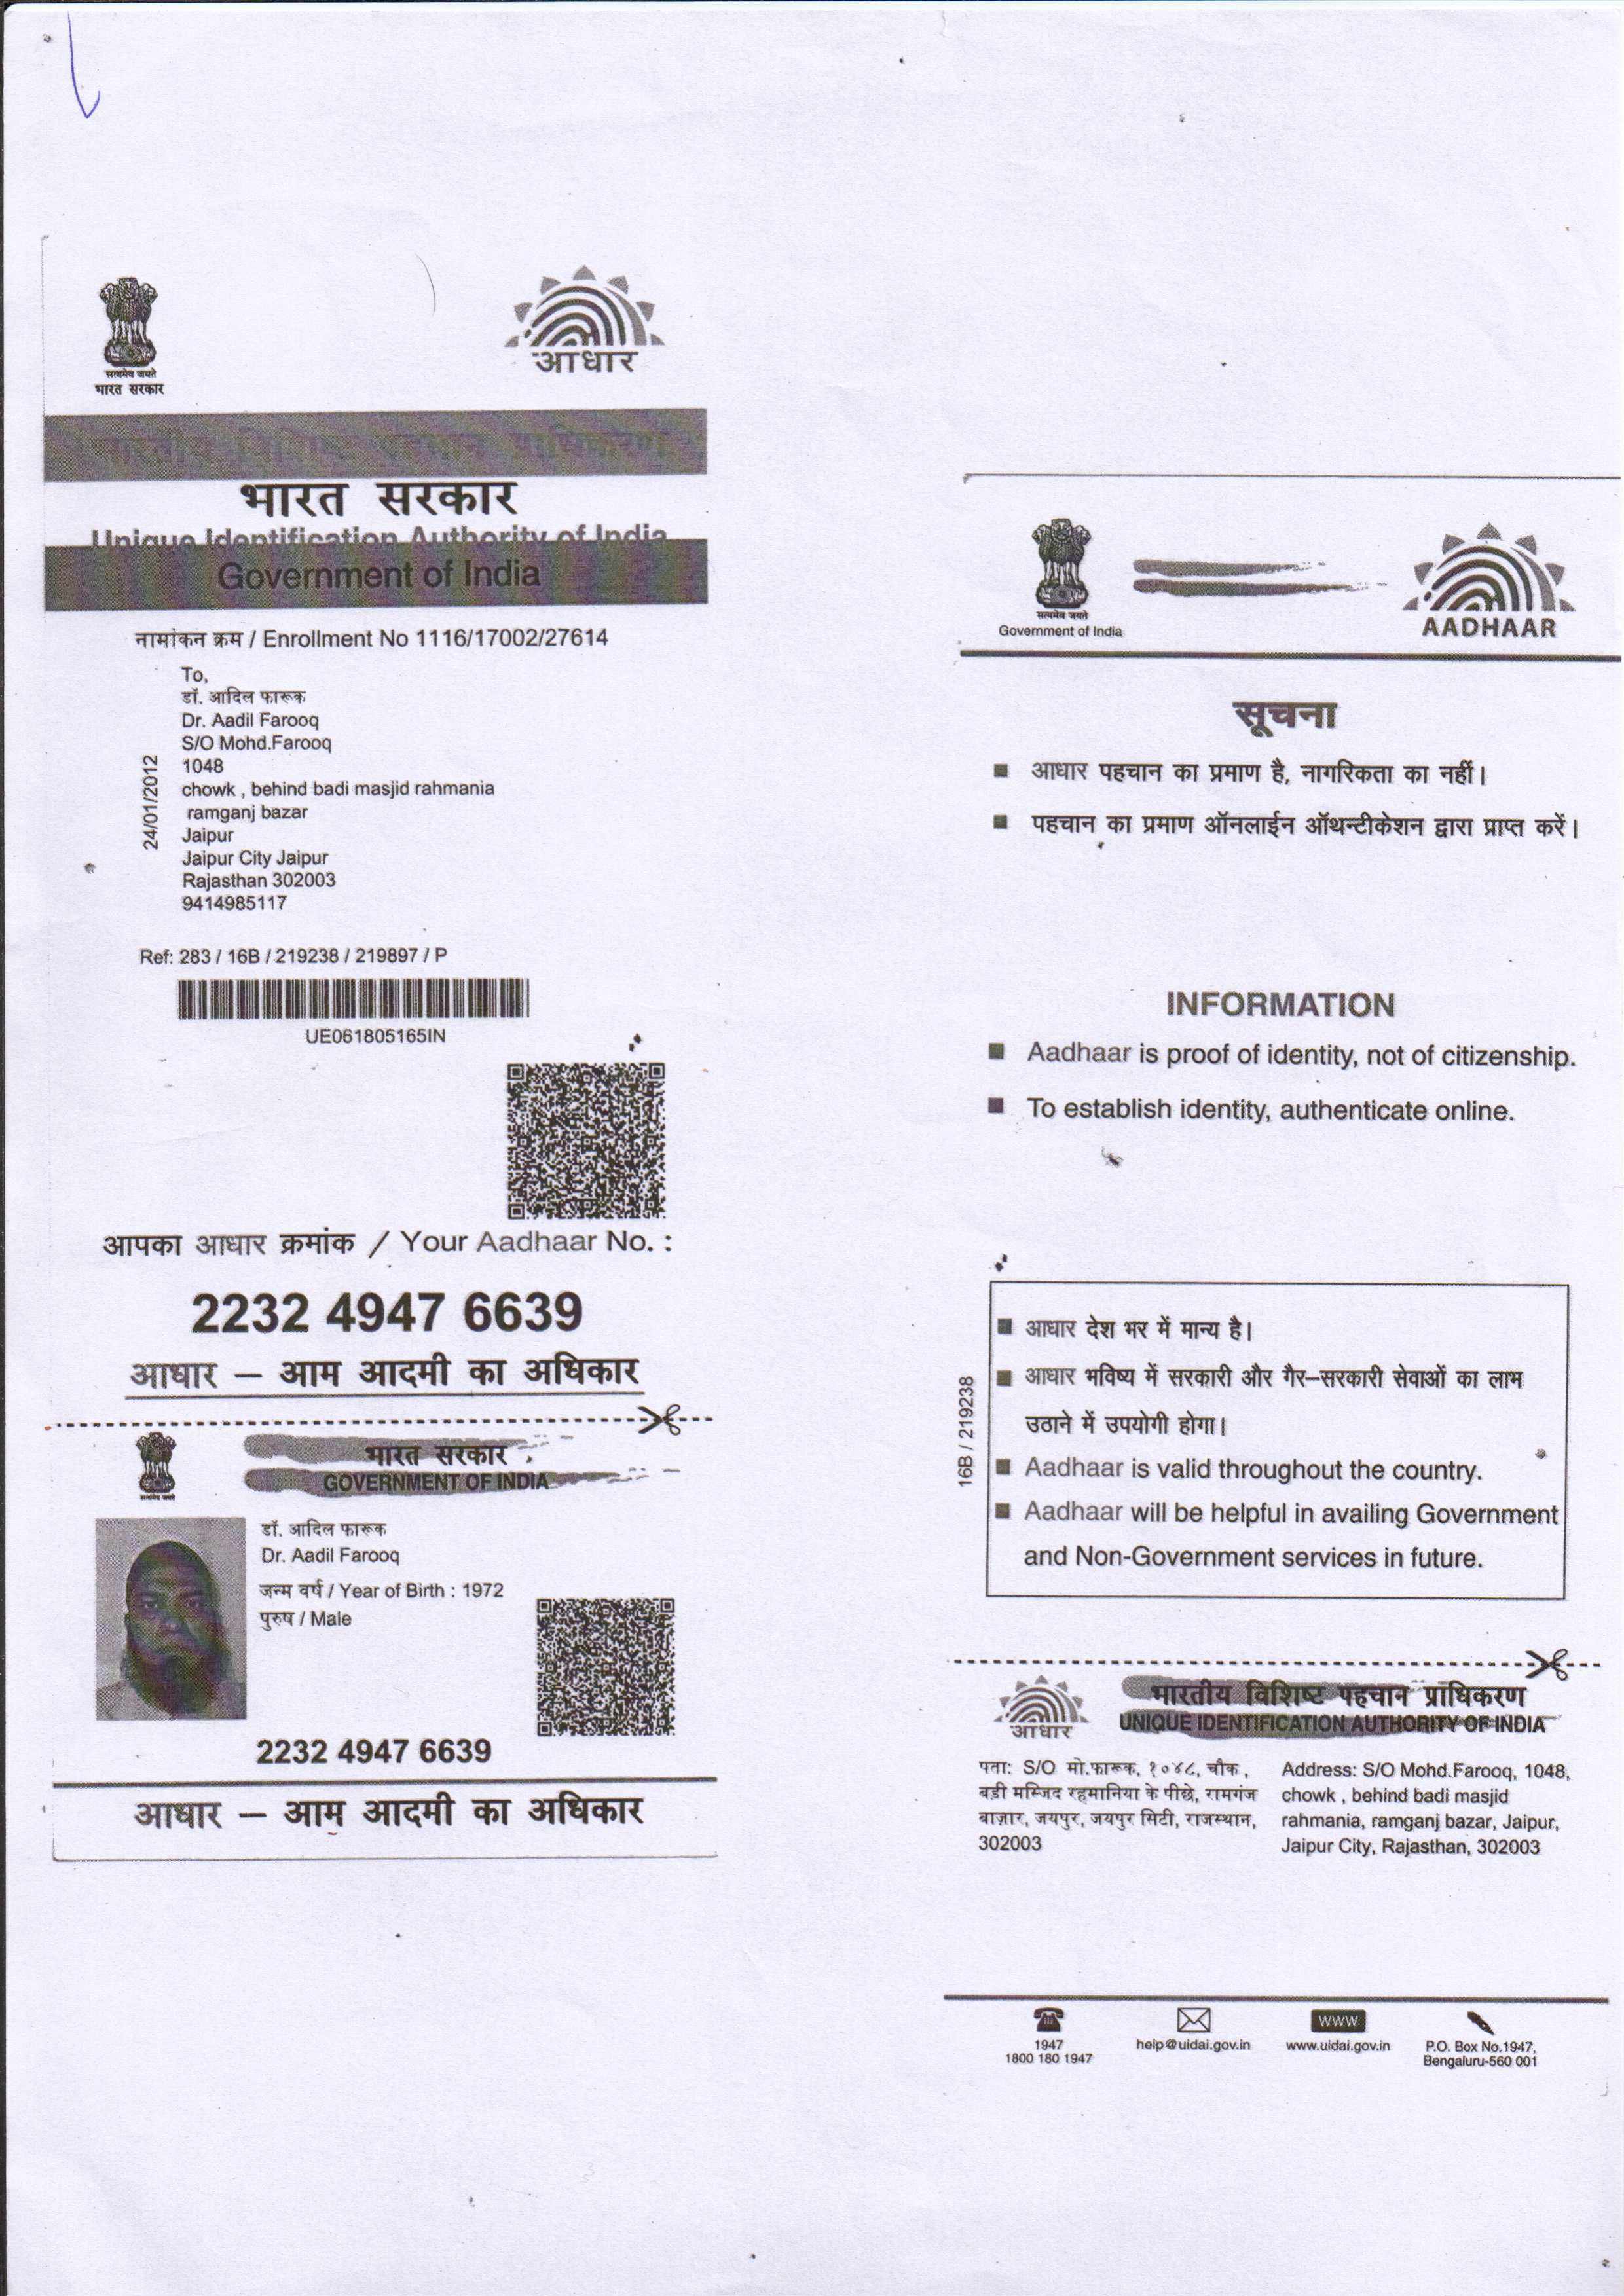 सत्यमेव जयते
भारत सरकार
आधार
भारतीय विशिष्ट पहचान प्राधिकरण
भारत सरकार
Unique Identification Authority of India
Government of India
नामांकन क्रम / Enrollment No 1116/17002/27614
24/01/2012
To,
डॉ. आदिल फारूक
Dr. Aadil Farooq
S/O Mohd.Farooq
1048
chowk , behind badi masjid rahmania
ramganj bazar
Jaipur
Jaipur City Jaipur
Rajasthan 302003
9414985117
Ref: 283 / 16B / 219238 / 219897 / P
UE061805165IN
आपका आधार क्रमांक / Your Aadhaar No. :
2232 4947 6639
आधार – आम आदमी का अधिकार
सत्यमेव जयते
भारत सरकार
GOVERNMENT OF INDIA
डॉ. आदिल फारूक
Dr. Aadil Farooq
जन्म वर्ष / Year of Birth : 1972
पुरुष / Male
2232 4947 6639
आधार – आम आदमी का अधिकार
सत्यमेव जयते
Government of India
AADHAAR
सूचना
आधार पहचान का प्रमाण है, नागरिकता का नहीं।
पहचान का प्रमाण ऑनलाईन ऑथन्टीकेशन द्वारा प्राप्त करें।
INFORMATION
Aadhaar is proof of identity, not of citizenship.
To establish identity, authenticate online.
16B / 219238
आधार देश भर में मान्य है।
आधार भविष्य में सरकारी और गैर–सरकारी सेवाओं का लाभ
उठाने में उपयोगी होगा।
Aadhaar is valid throughout the country.
Aadhaar will be helpful in availing Government
and Non-Government services in future.
आधार
भारतीय विशिष्ट पहचान प्राधिकरण
UNIQUE IDENTIFICATION AUTHORITY OF INDIA
पता: S/O मो.फारूक, १०४८, चौक ,
बड़ी मस्जिद रहमानिया के पीछे, रामगंज
बाज़ार, जयपुर, जयपुर सिटी, राजस्थान,
302003
Address: S/O Mohd.Farooq, 1048,
chowk , behind badi masjid
rahmania, ramganj bazar, Jaipur,
Jaipur City, Rajasthan, 302003
1947
1800 180 1947
help@uidai.gov.in
www
www.uidai.gov.in
P.O. Box No.1947,
Bengaluru-560 001